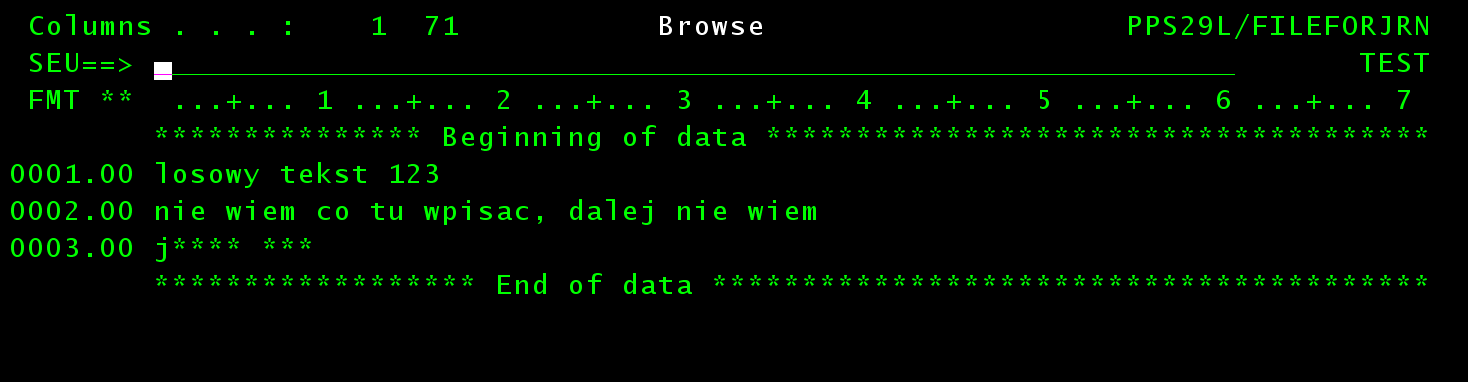 Columns . . . :    1  71           Browse                    PPS29L/FILEFORJRN
SEU==>                                                                    TEST
FMT **  ...+... 1 ...+... 2 ...+... 3 ...+... 4 ...+... 5 ...+... 6 ...+... 7
*************** Beginning of data *************************************
0001.00 losowy tekst 123
0002.00 nie wiem co tu wpisac, dalej nie wiem
0003.00 j**** ***
****************** End of data ****************************************